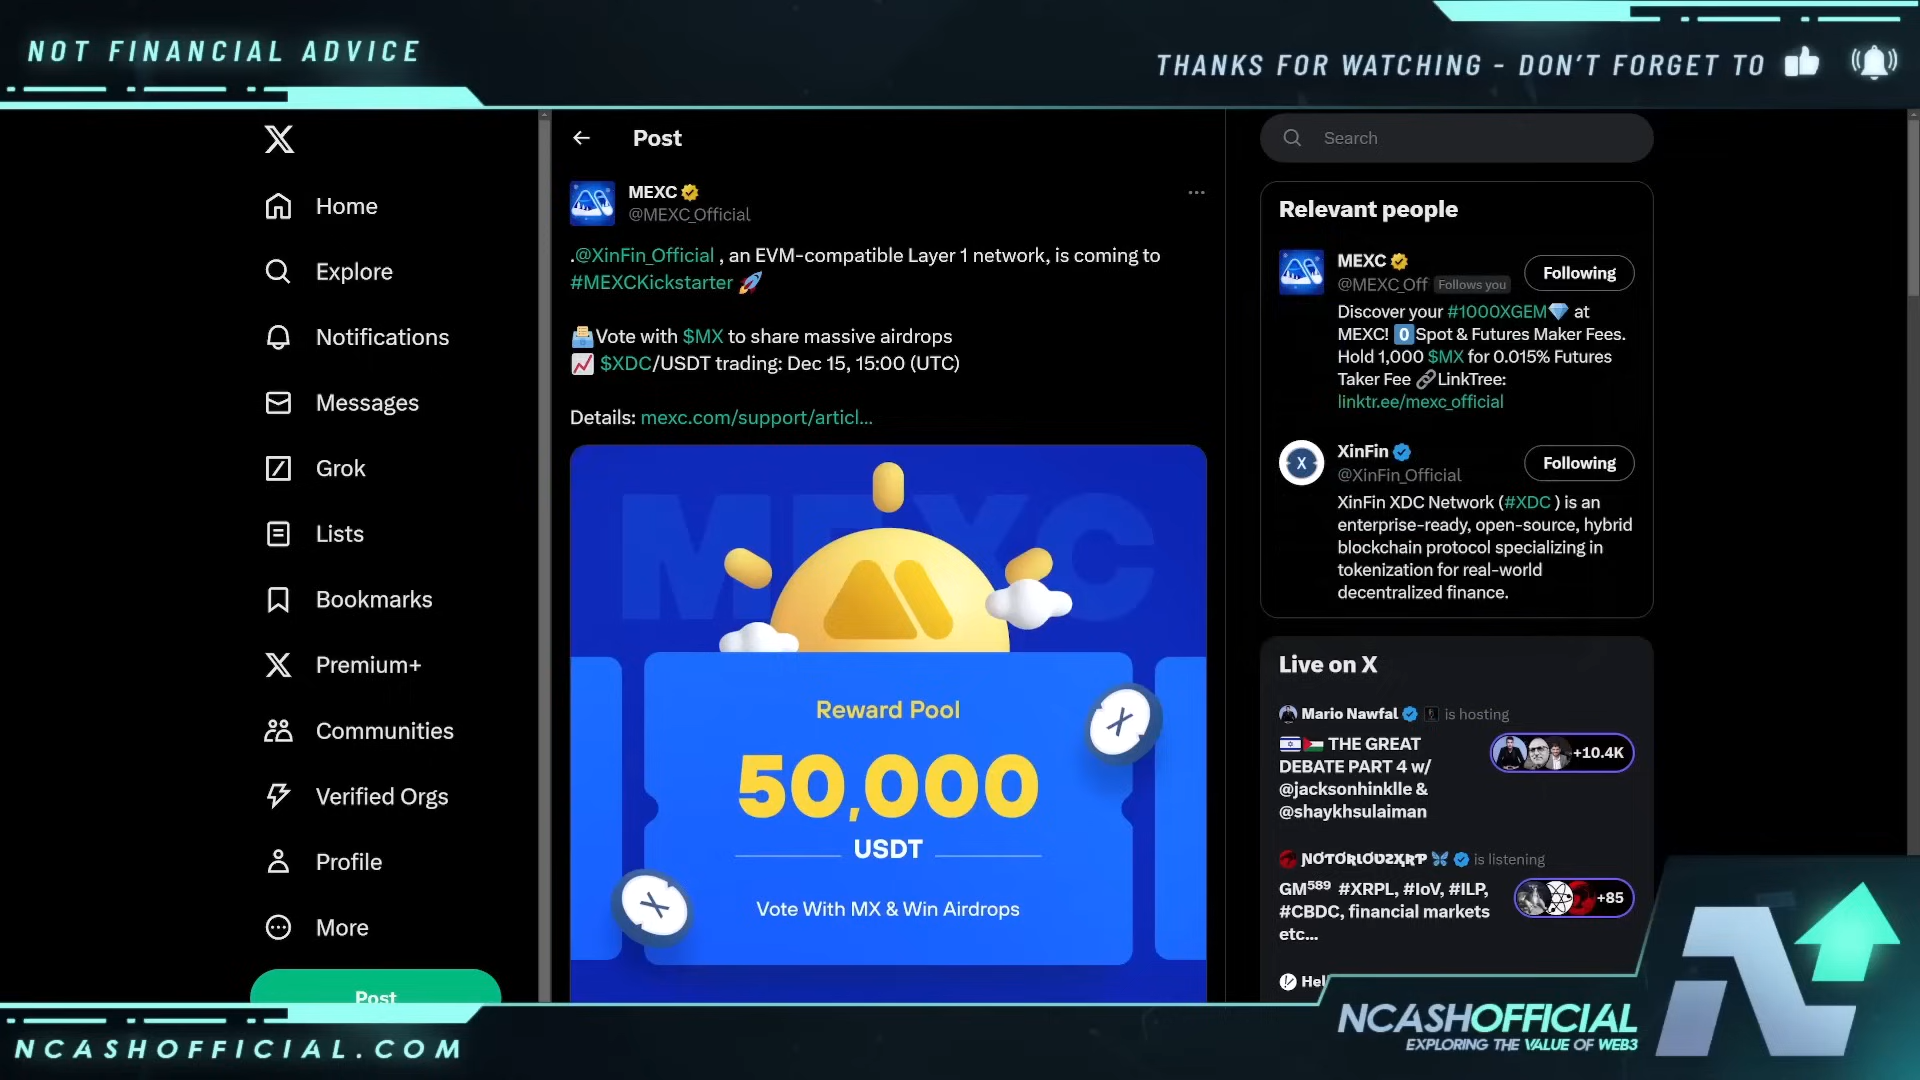 NOT FINANCIAL ADVICE
THANKS FOR WATCHING - DON'T FORGET TO
Home
Explore
Notifications
Messages
Grok
Lists
Bookmarks
Premium+
Communities
Verified Orgs
Profile
More
Post
Post
MEXC
@MEXC_Official
.@XinFin_Official , an EVM-compatible Layer 1 network, is coming to
#MEXCKickstarter 🚀
🗳️Vote with $MX to share massive airdrops
📈 $XDC/USDT trading: Dec 15, 15:00 (UTC)
Details: mexc.com/support/articl...
MEXC
Reward Pool
50,000
USDT
Vote With MX & Win Airdrops
Search
Relevant people
MEXC
Following
@MEXC_Off Follows you
Discover your #1000XGEM💎 at
MEXC! 0️Spot & Futures Maker Fees.
Hold 1,000 $MX for 0.015% Futures
Taker Fee 🔗LinkTree:
linktr.ee/mexc_official
XinFin
Following
@XinFin_Official
XinFin XDC Network (#XDC ) is an
enterprise-ready, open-source, hybrid
blockchain protocol specializing in
tokenization for real-world
decentralized finance.
Live on X
Mario Nawfal is hosting
🇮🇱🇵🇸 THE GREAT
DEBATE PART 4 w/
@jacksonhinklle &
@shaykhsulaiman
+10.4K
NOTORIOUSXRP 🦋 is listening
GM⁵⁸⁹ #XRPL, #IoV, #ILP,
#CBDC, financial markets
etc...
+85
Hel
NCASHOFFICIAL.COM
NCASHOFFICIAL
EXPLORING THE VALUE OF WEB3